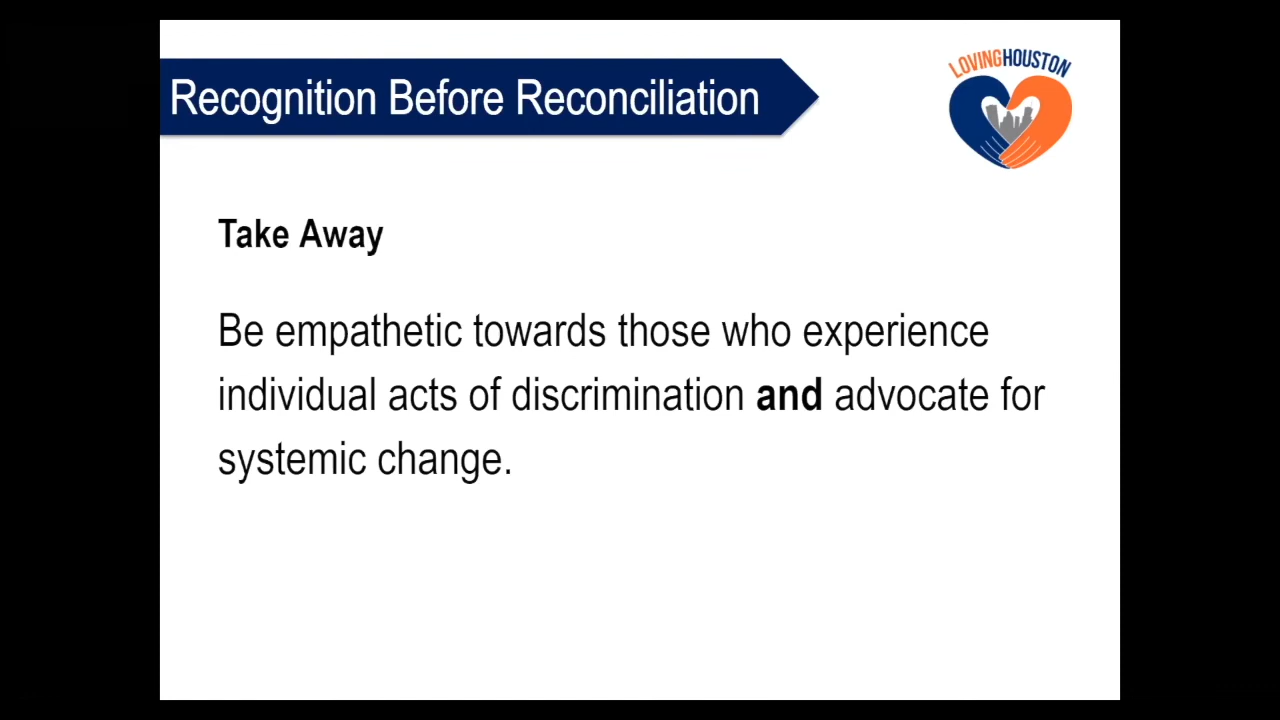 LOVINGHOUSTON
Recognition Before Reconciliation
Take Away
Be empathetic towards those who experience
individual acts of discrimination and advocate for
systemic change.